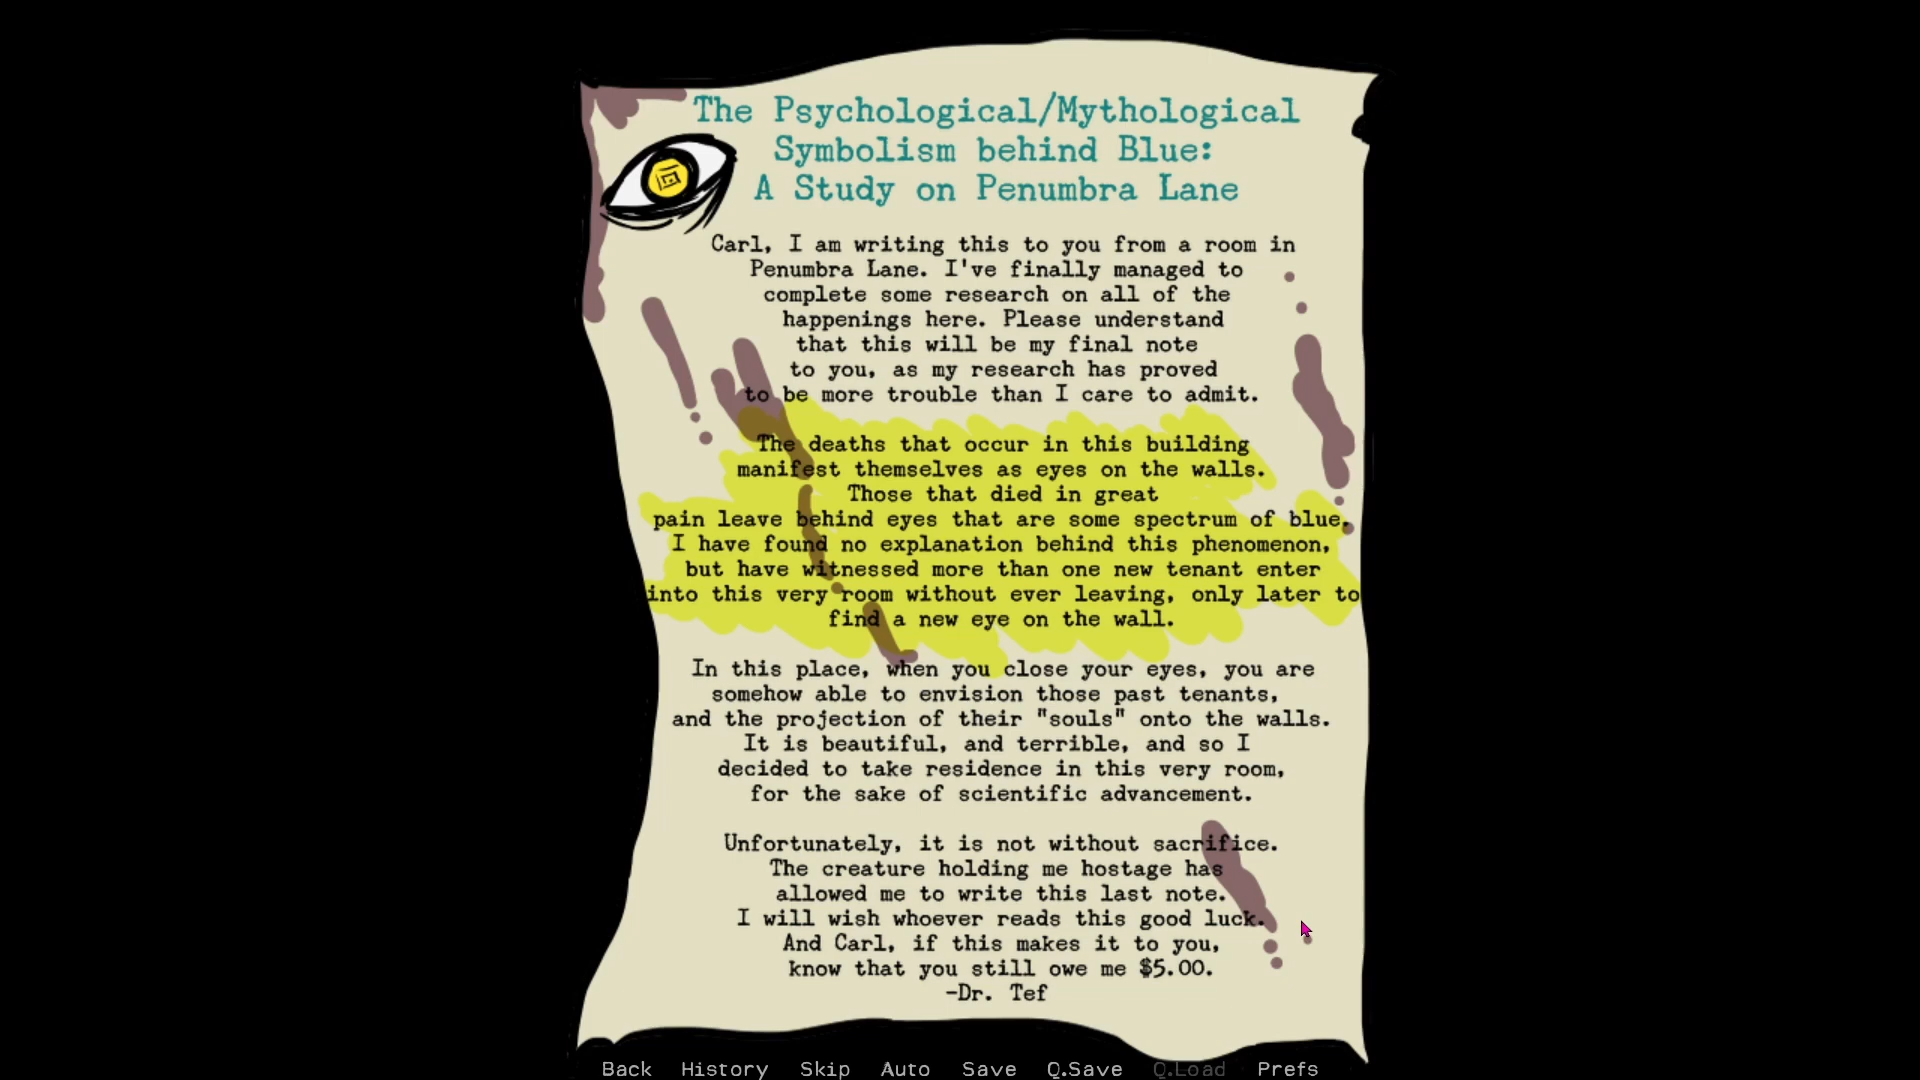 The Psychological/Mythological
Symbolism behind Blue:
A Study on Penumbra Lane
Carl, I am writing this to you from a room in
Penumbra Lane. I've finally managed to
complete some research on all of the
happenings here. Please understand
that this will be my final note
to you, as my research has proved
to be more trouble than I care to admit.
The deaths that occur in this building
manifest themselves as eyes on the walls.
Those that died in great
pain leave behind eyes that are some spectrum of blue.
I have found no explanation behind this phenomenon,
but have witnessed more than one new tenant enter
into this very room without ever leaving, only later to
find a new eye on the wall.
In this place, when you close your eyes, you are
somehow able to envision those past tenants,
and the projection of their "souls" onto the walls.
It is beautiful, and terrible, and so I
decided to take residence in this very room,
for the sake of scientific advancement.
Unfortunately, it is not without sacrifice.
The creature holding me hostage has
allowed me to write this last note.
I will wish whoever reads this good luck.
And Carl, if this makes it to you,
know that you still owe me $5.00.
-Dr. Tef
Back History Skip Auto Save Q.Save Q.Load Prefs